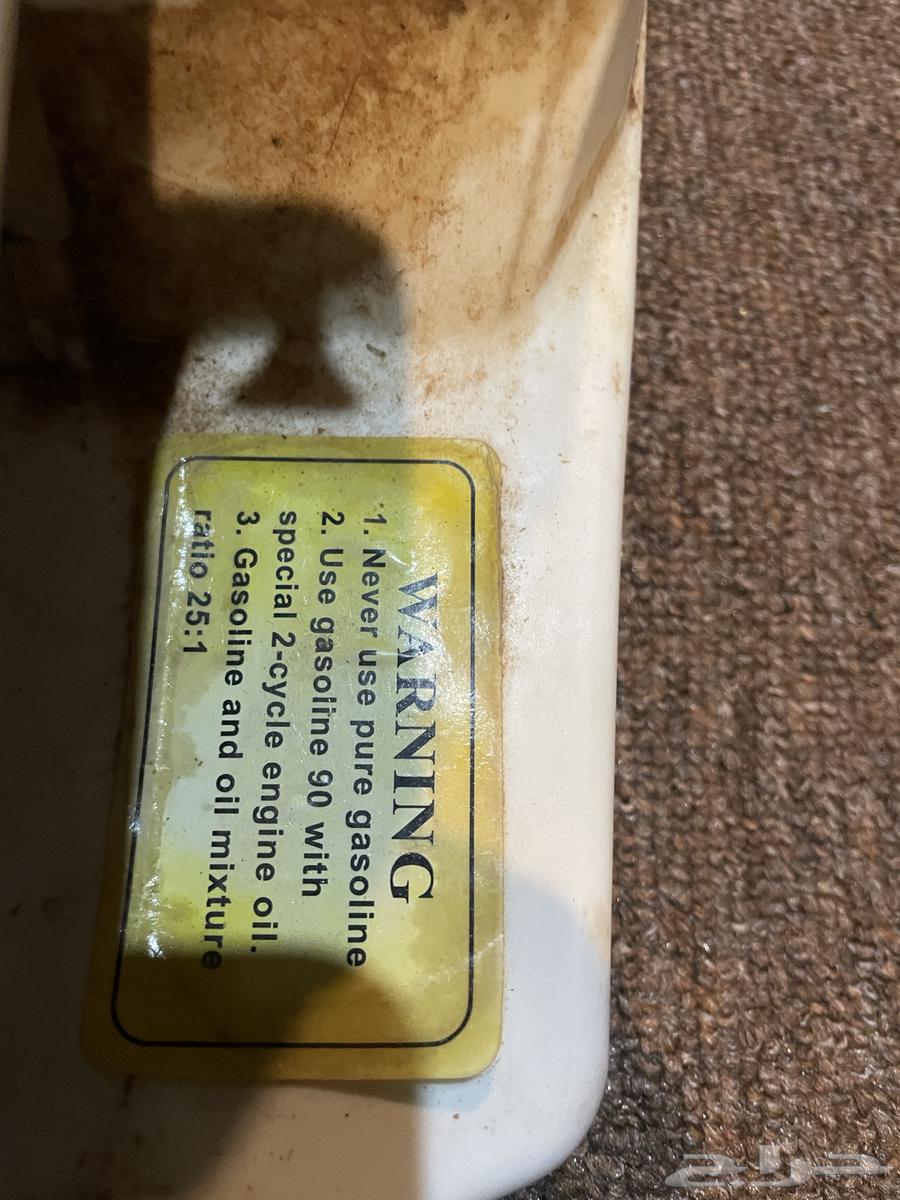 WARNING
1. Never use pure gasoline
2. Use gasoline 90 with
special 2-cycle engine oil.
3. Gasoline and oil mixture
ratio 25:1
حراج